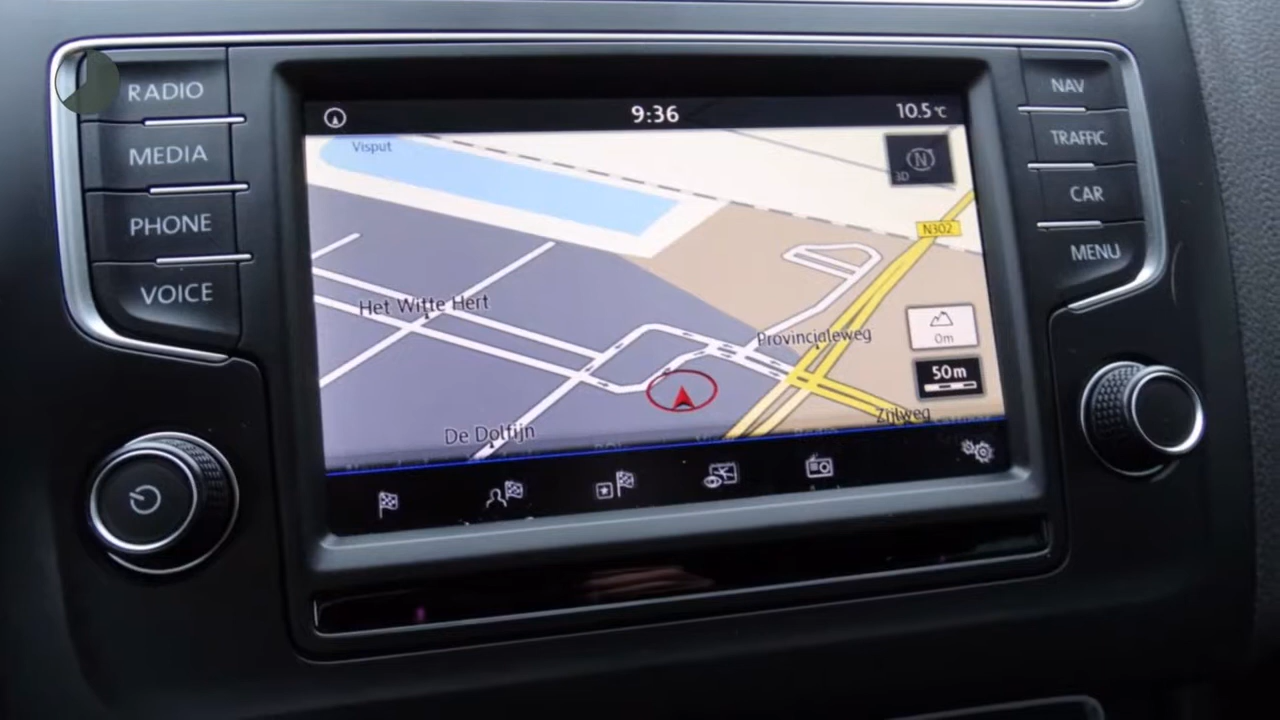 RADIO
MEDIA
PHONE
VOICE
9:36
10.5°C
Visput
N
3D
N302
Het Witte Hert
Provincialeweg
0m
50m
Zijlweg
De Dolfijn
NAV
TRAFFIC
CAR
MENU